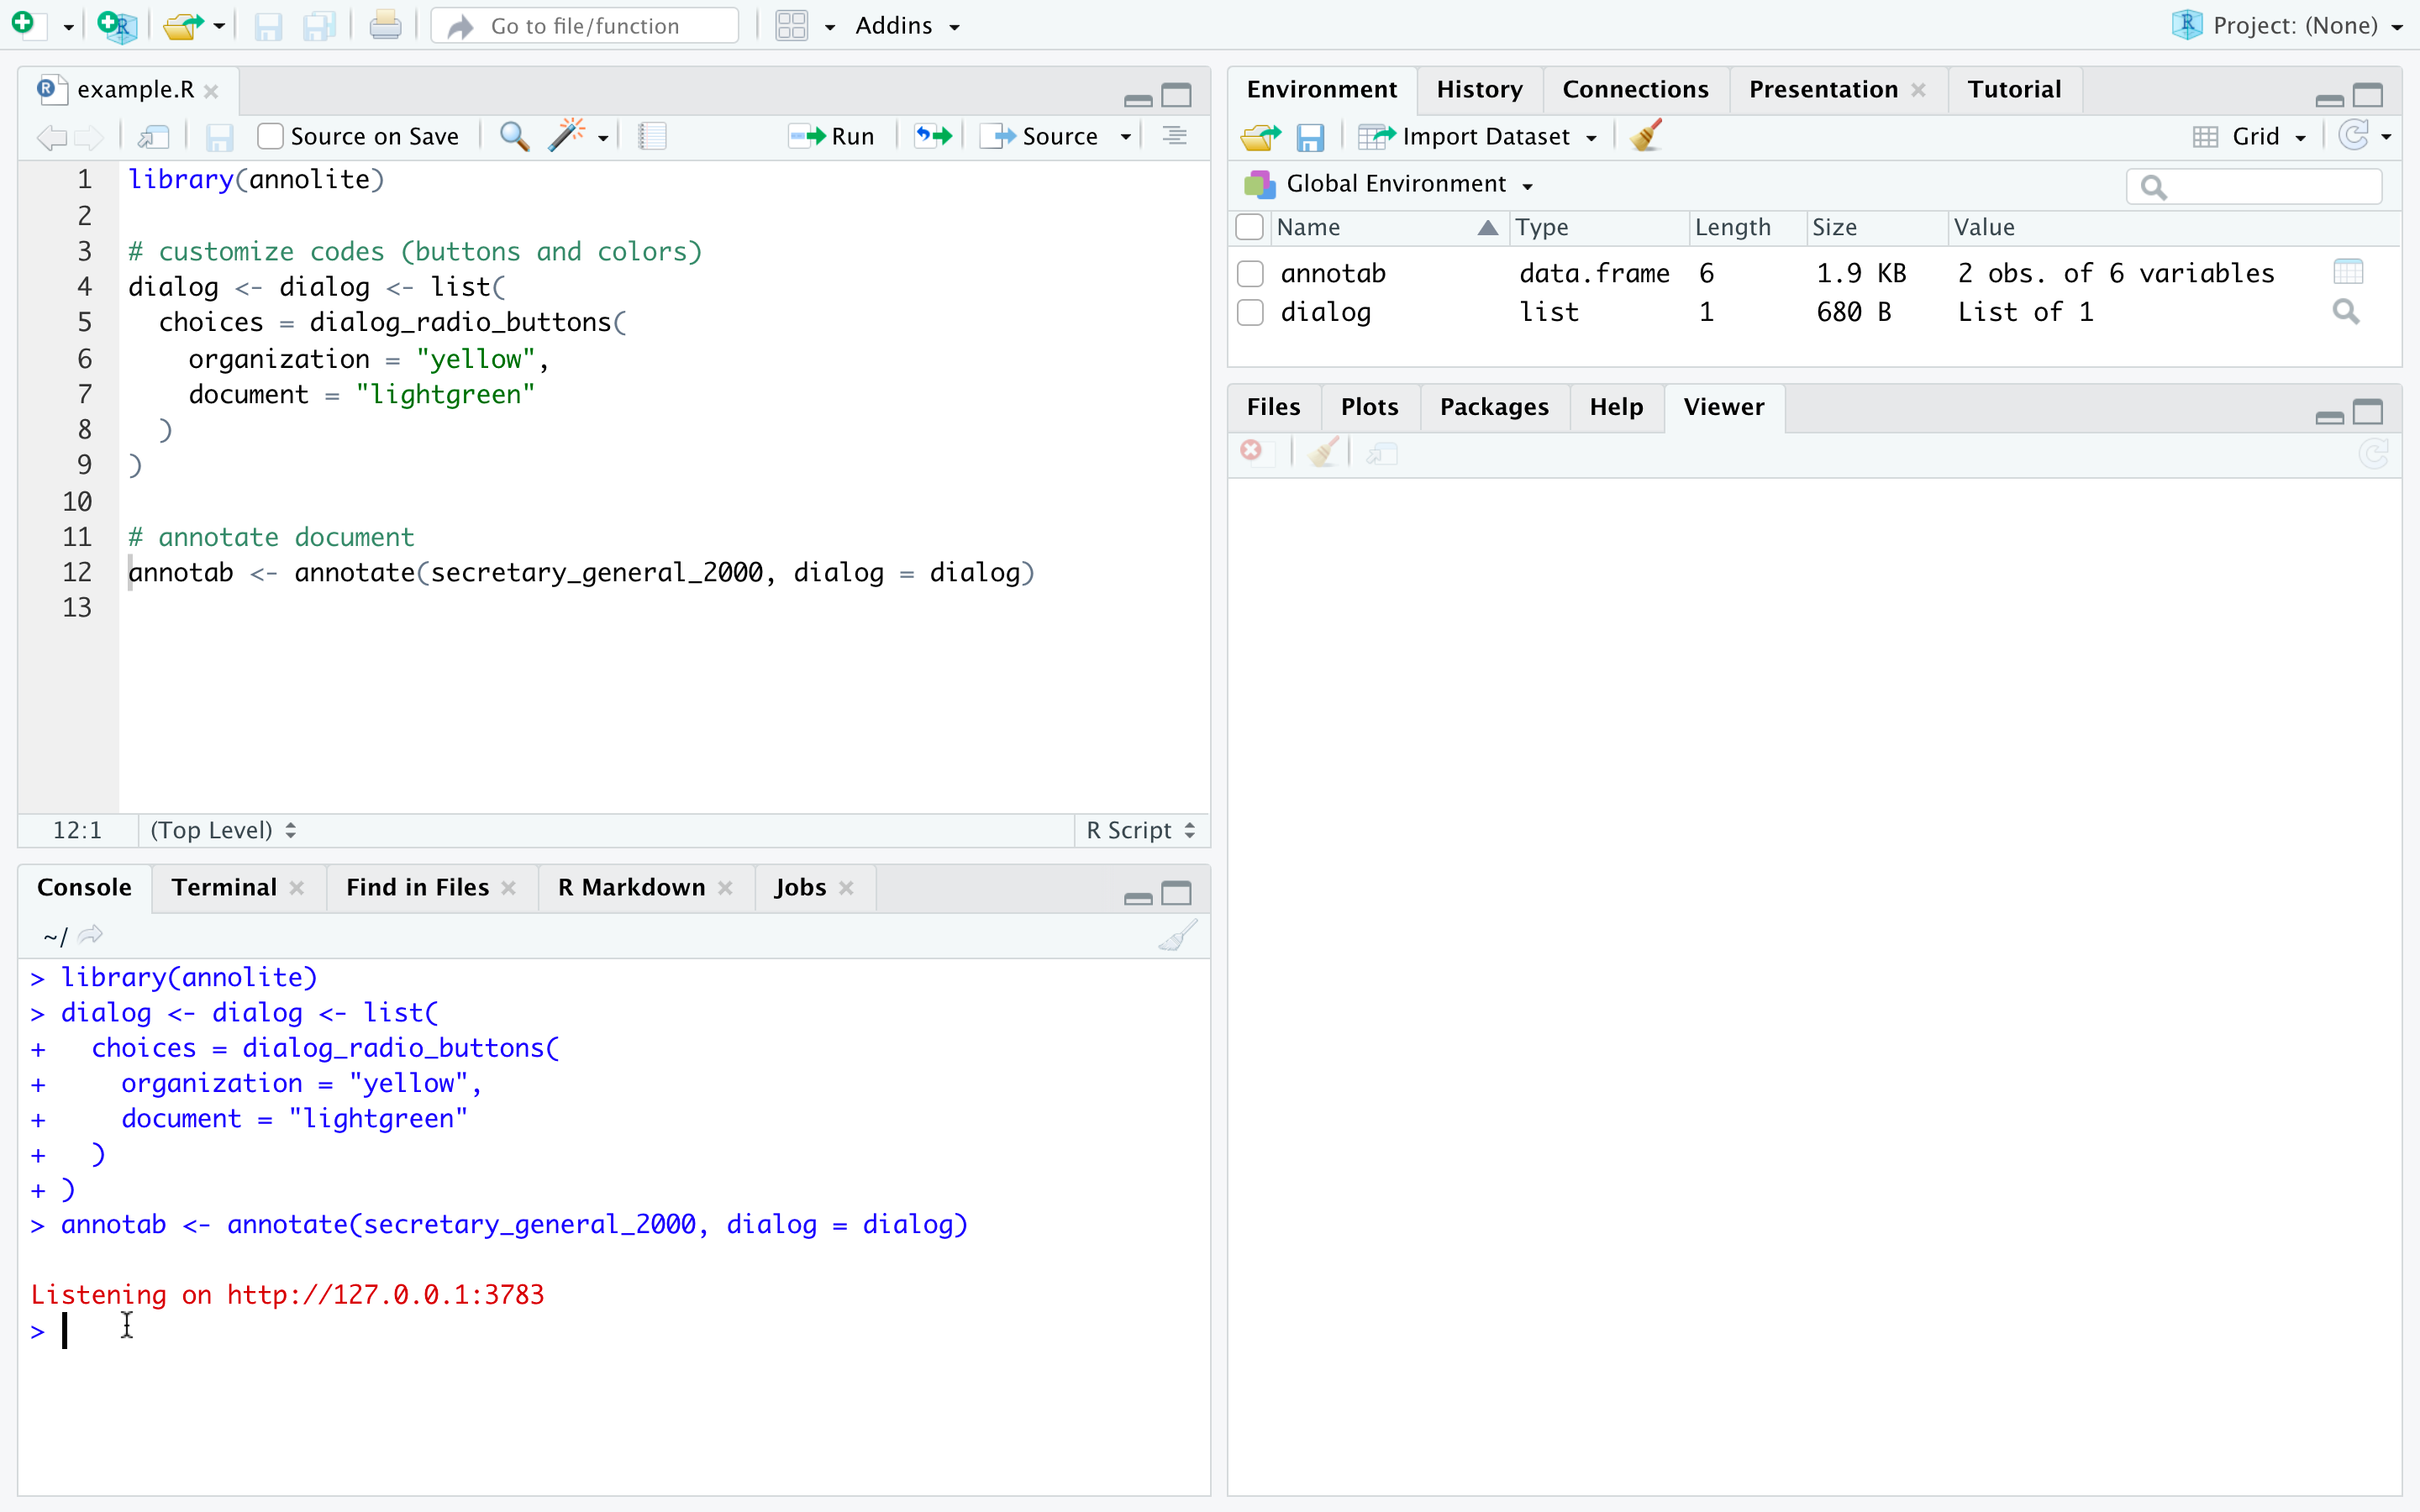 Go to file/function
Addins
Project: (None)
example.R
Source on Save
Run
Source
1 library(annolite)
2
3 # customize codes (buttons and colors)
4 dialog <- dialog <- list(
5   choices = dialog_radio_buttons(
6     organization = "yellow",
7     document = "lightgreen"
8   )
9 )
10
11 # annotate document
12 annotab <- annotate(secretary_general_2000, dialog = dialog)
13
12:1 (Top Level) R Script
Console Terminal Find in Files R Markdown Jobs
~/
> library(annolite)
> dialog <- dialog <- list(
+   choices = dialog_radio_buttons(
+     organization = "yellow",
+     document = "lightgreen"
+   )
+ )
> annotab <- annotate(secretary_general_2000, dialog = dialog)
Listening on http://127.0.0.1:3783
>
Environment History Connections Presentation Tutorial
Import Dataset
Grid
Global Environment
Name Type Length Size Value
annotab data.frame 6 1.9 KB 2 obs. of 6 variables
dialog list 1 680 B List of 1
Files Plots Packages Help Viewer